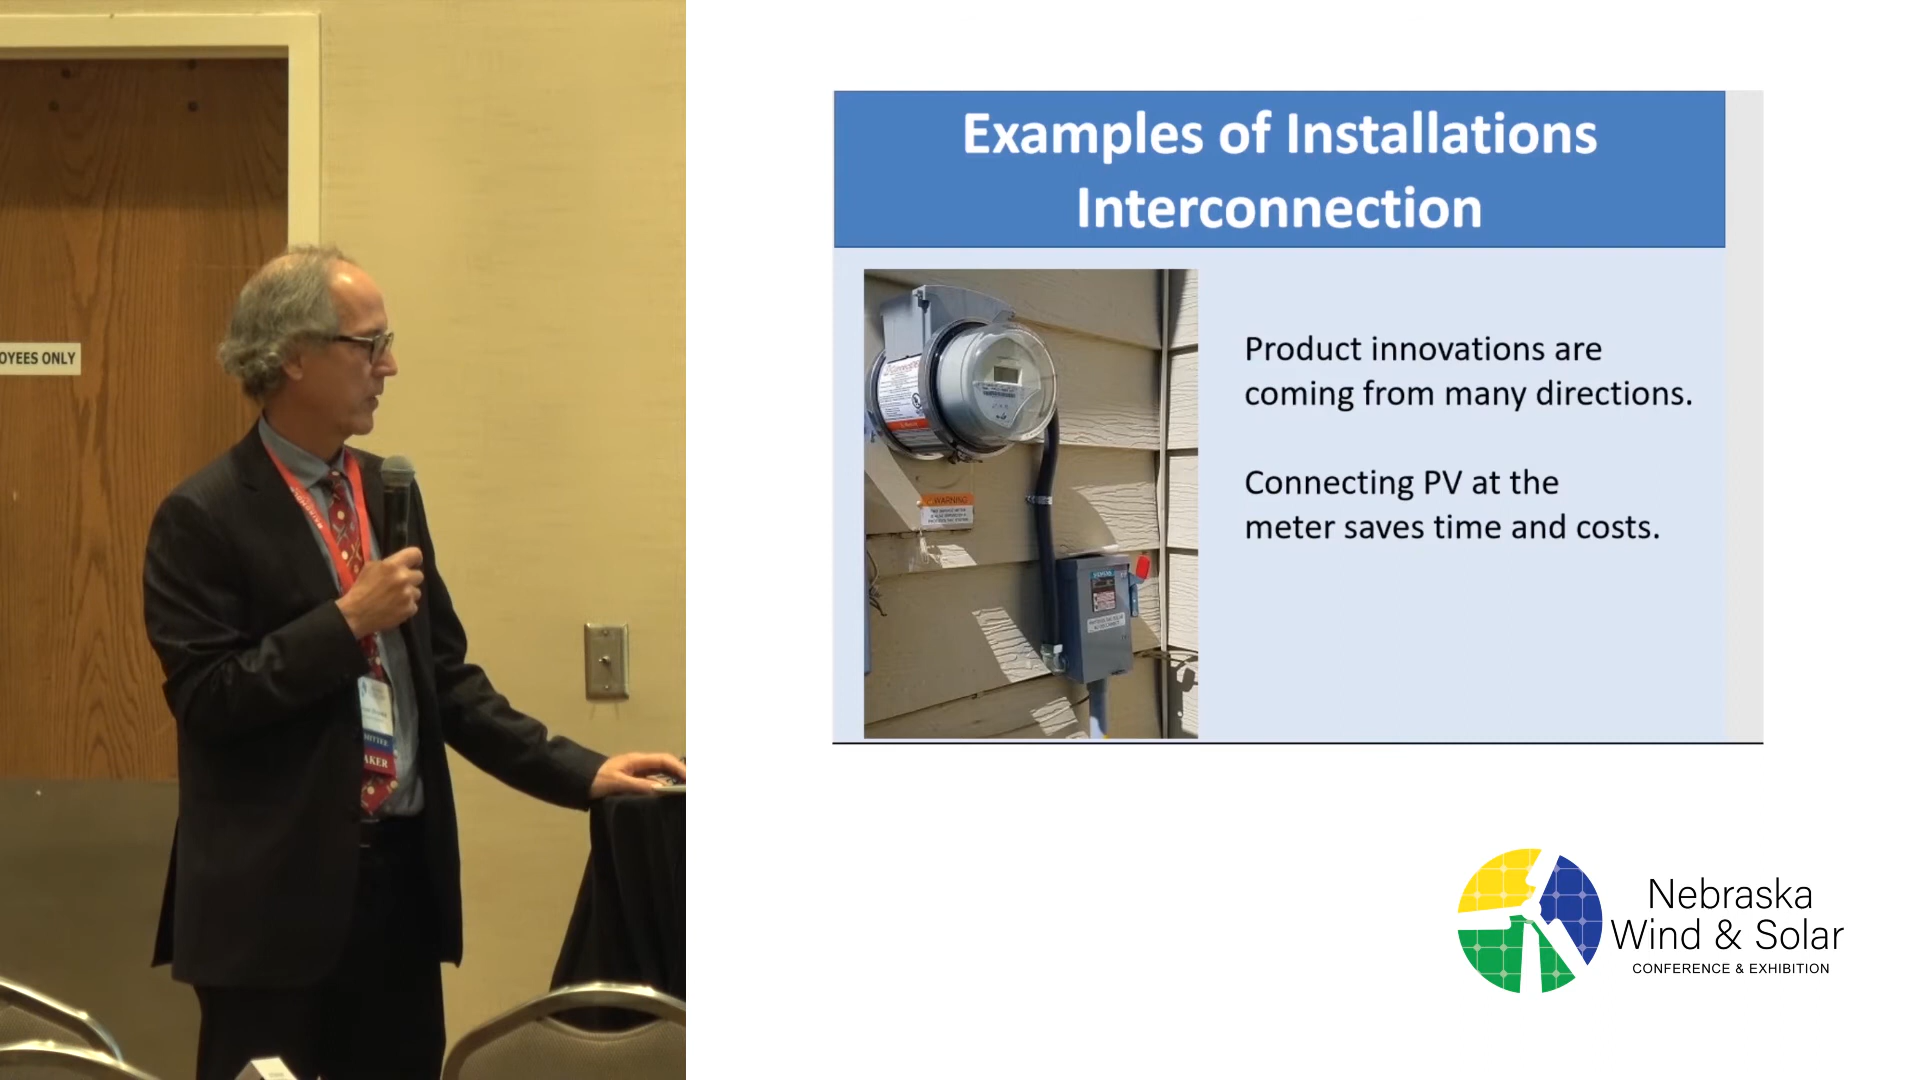 OYEES ONLY
AKER
Examples of Installations
Interconnection
Product innovations are
coming from many directions.
Connecting PV at the
meter saves time and costs.
WARNING
Nebraska
Wind & Solar
CONFERENCE & EXHIBITION